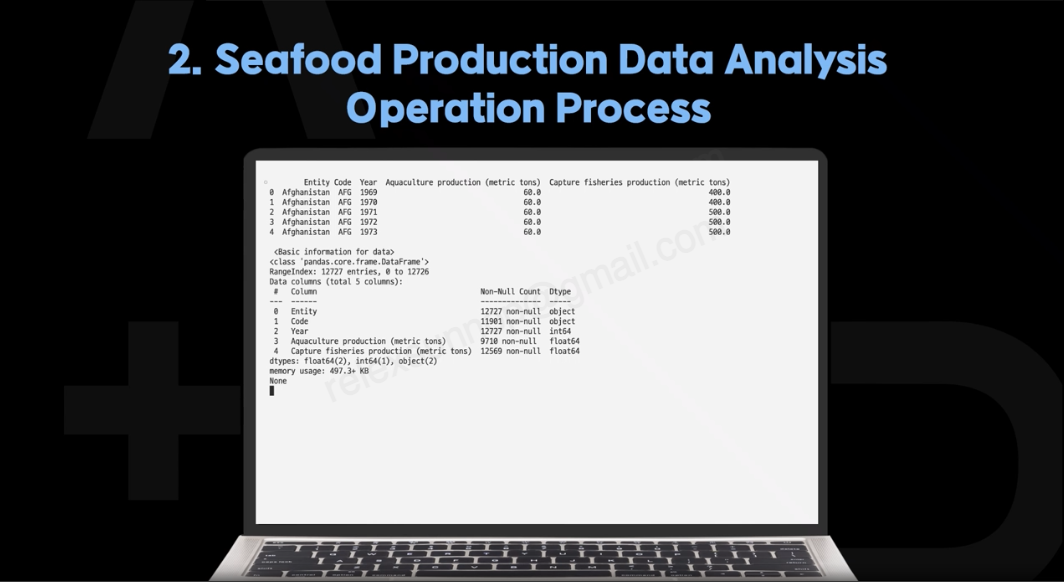 2. Seafood Production Data Analysis
Operation Process
Entity Code Year Aquaculture production (metric tons) Capture fisheries production (metric tons)
0 Afghanistan AFG 1969 60.0 400.0
1 Afghanistan AFG 1970 60.0 400.0
2 Afghanistan AFG 1971 60.0 500.0
3 Afghanistan AFG 1972 60.0 500.0
4 Afghanistan AFG 1973 60.0 500.0
<Basic information for data>
<class 'pandas.core.frame.DataFrame'>
RangeIndex: 12727 entries, 0 to 12726
Data columns (total 5 columns):
# Column Non-Null Count Dtype
--- ------ -------------- -----
0 Entity 12727 non-null object
1 Code 11901 non-null object
2 Year 12727 non-null int64
3 Aquaculture production (metric tons) 9710 non-null float64
4 Capture fisheries production (metric tons) 12569 non-null float64
dtypes: float64(2), int64(1), object(2)
memory usage: 497.3+ KB
None